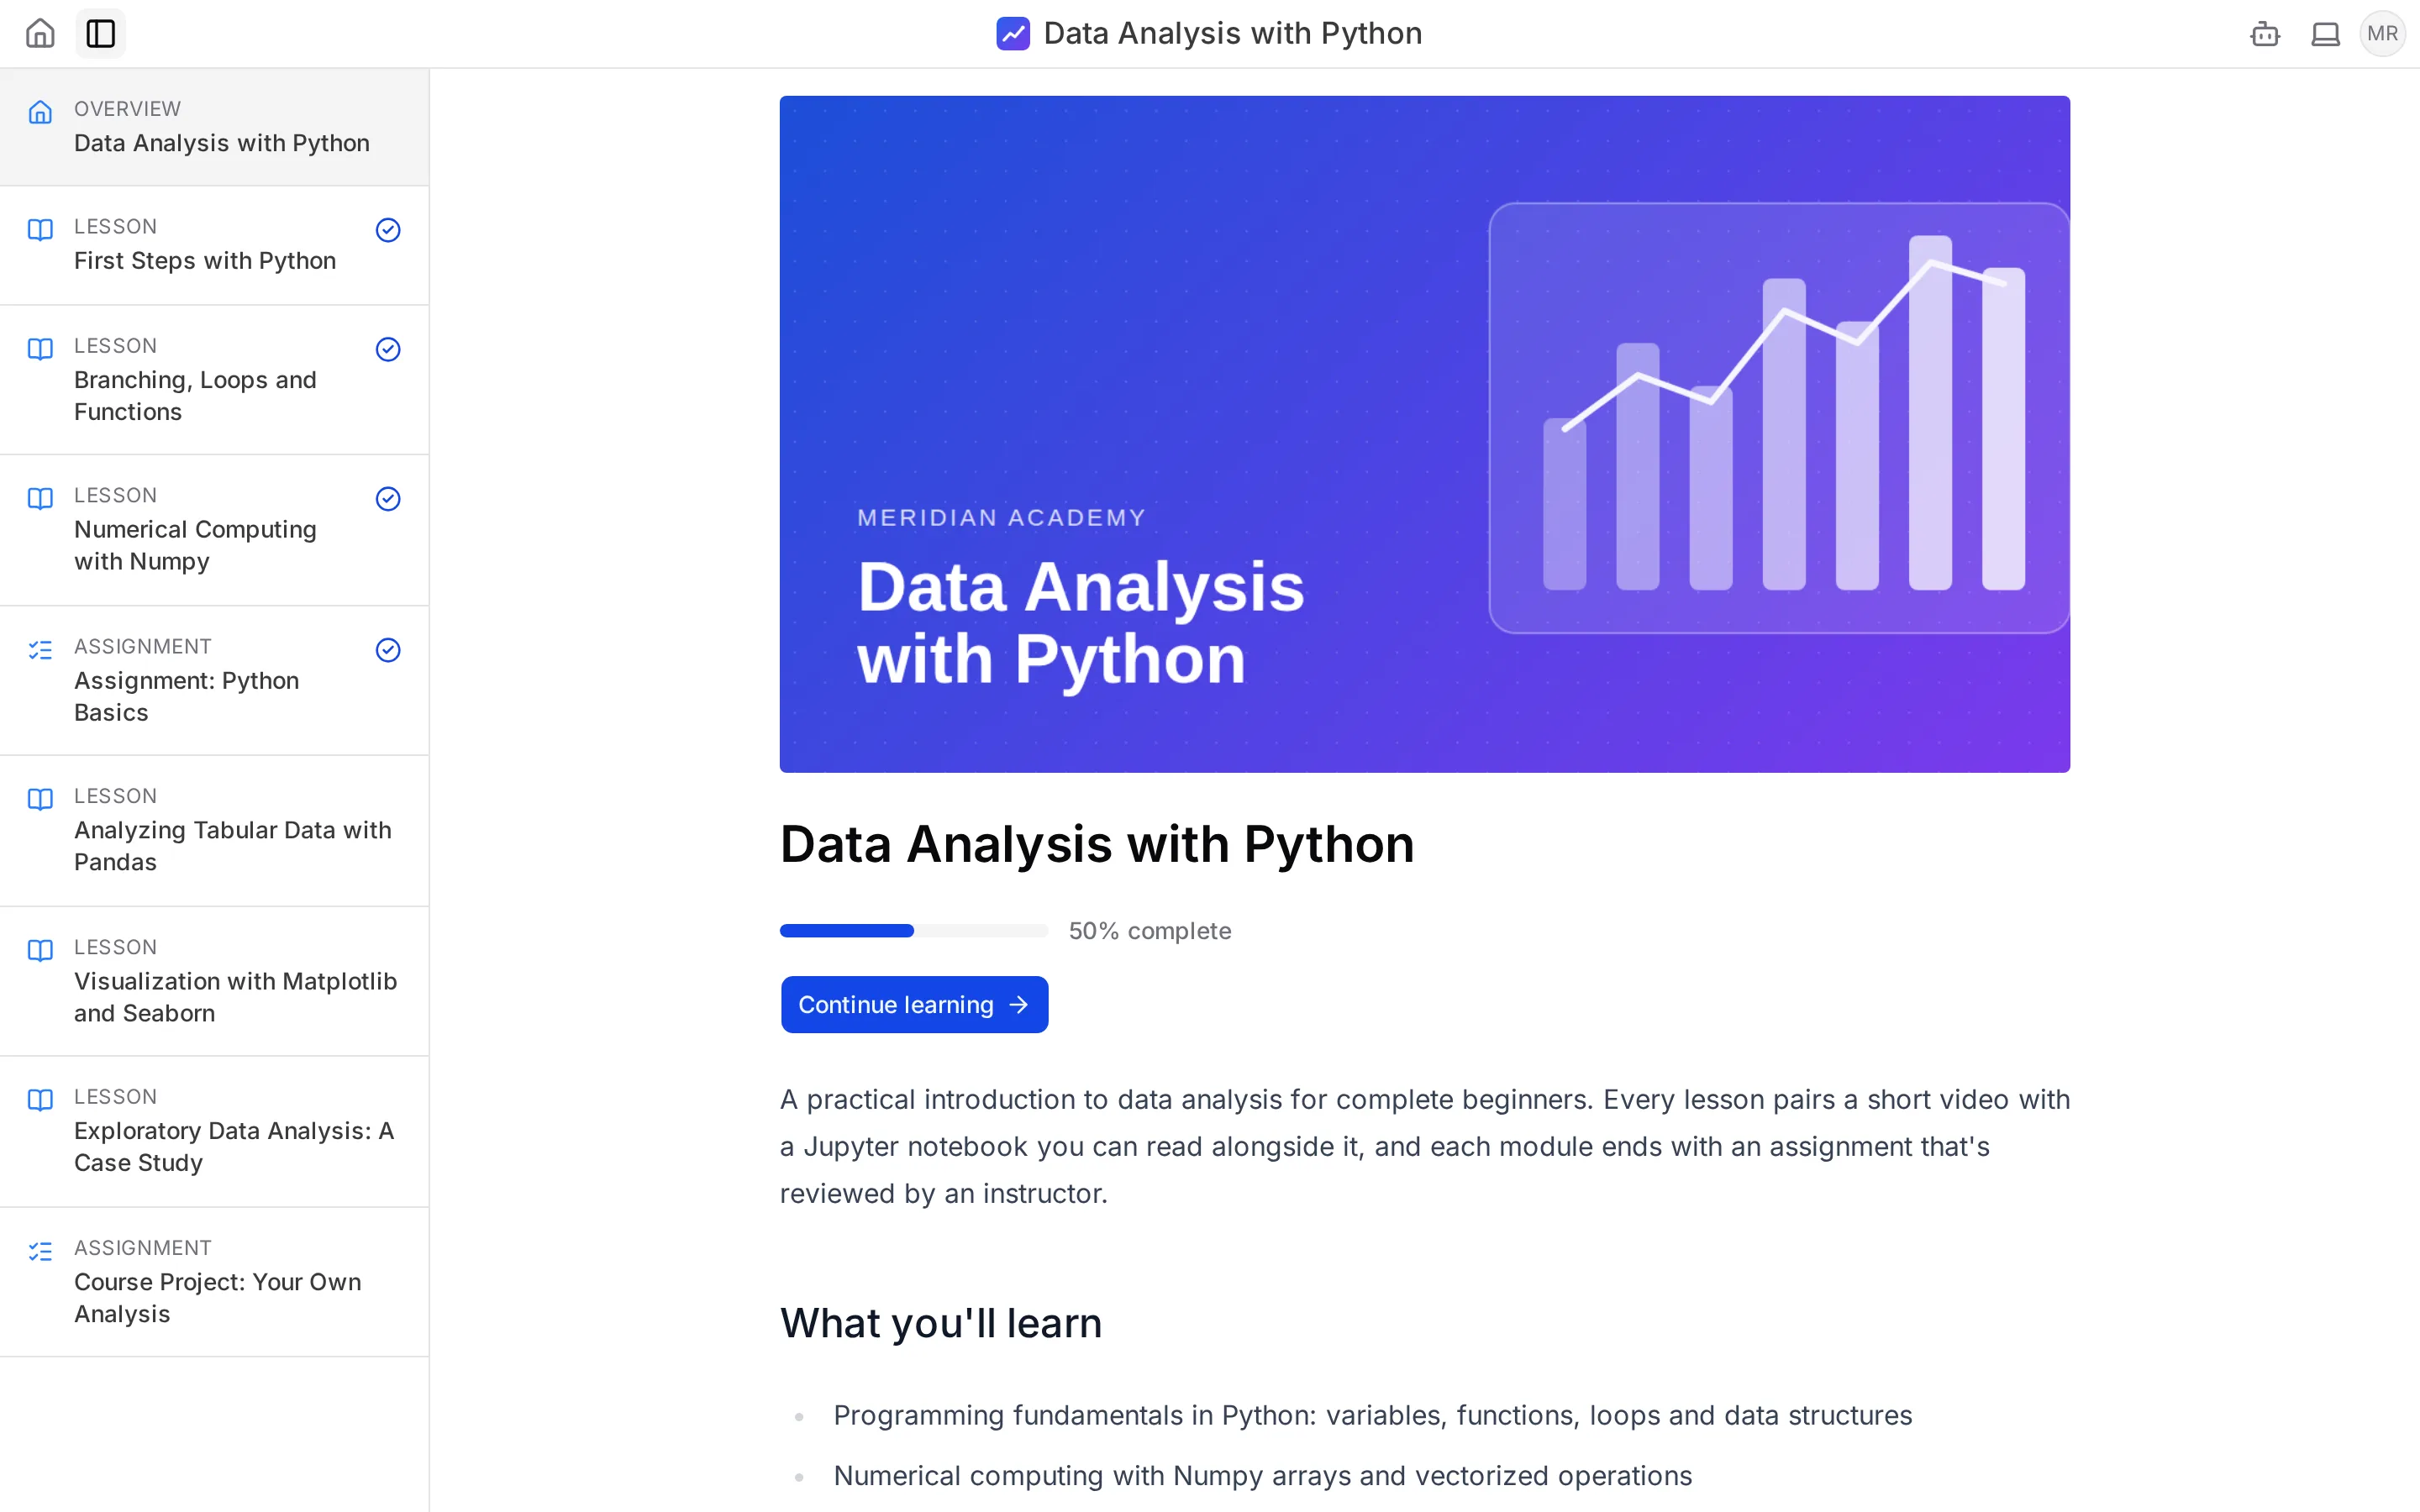 Data Analysis with Python
MR
OVERVIEW
Data Analysis with Python
LESSON
First Steps with Python
LESSON
Branching, Loops and
Functions
LESSON
Numerical Computing
with Numpy
ASSIGNMENT
Assignment: Python
Basics
LESSON
Analyzing Tabular Data with
Pandas
LESSON
Visualization with Matplotlib
and Seaborn
LESSON
Exploratory Data Analysis: A
Case Study
ASSIGNMENT
Course Project: Your Own
Analysis
MERIDIAN ACADEMY
Data Analysis
with Python
Data Analysis with Python
50% complete
Continue learning
A practical introduction to data analysis for complete beginners. Every lesson pairs a short video with
a Jupyter notebook you can read alongside it, and each module ends with an assignment that's
reviewed by an instructor.
What you'll learn
Programming fundamentals in Python: variables, functions, loops and data structures
Numerical computing with Numpy arrays and vectorized operations